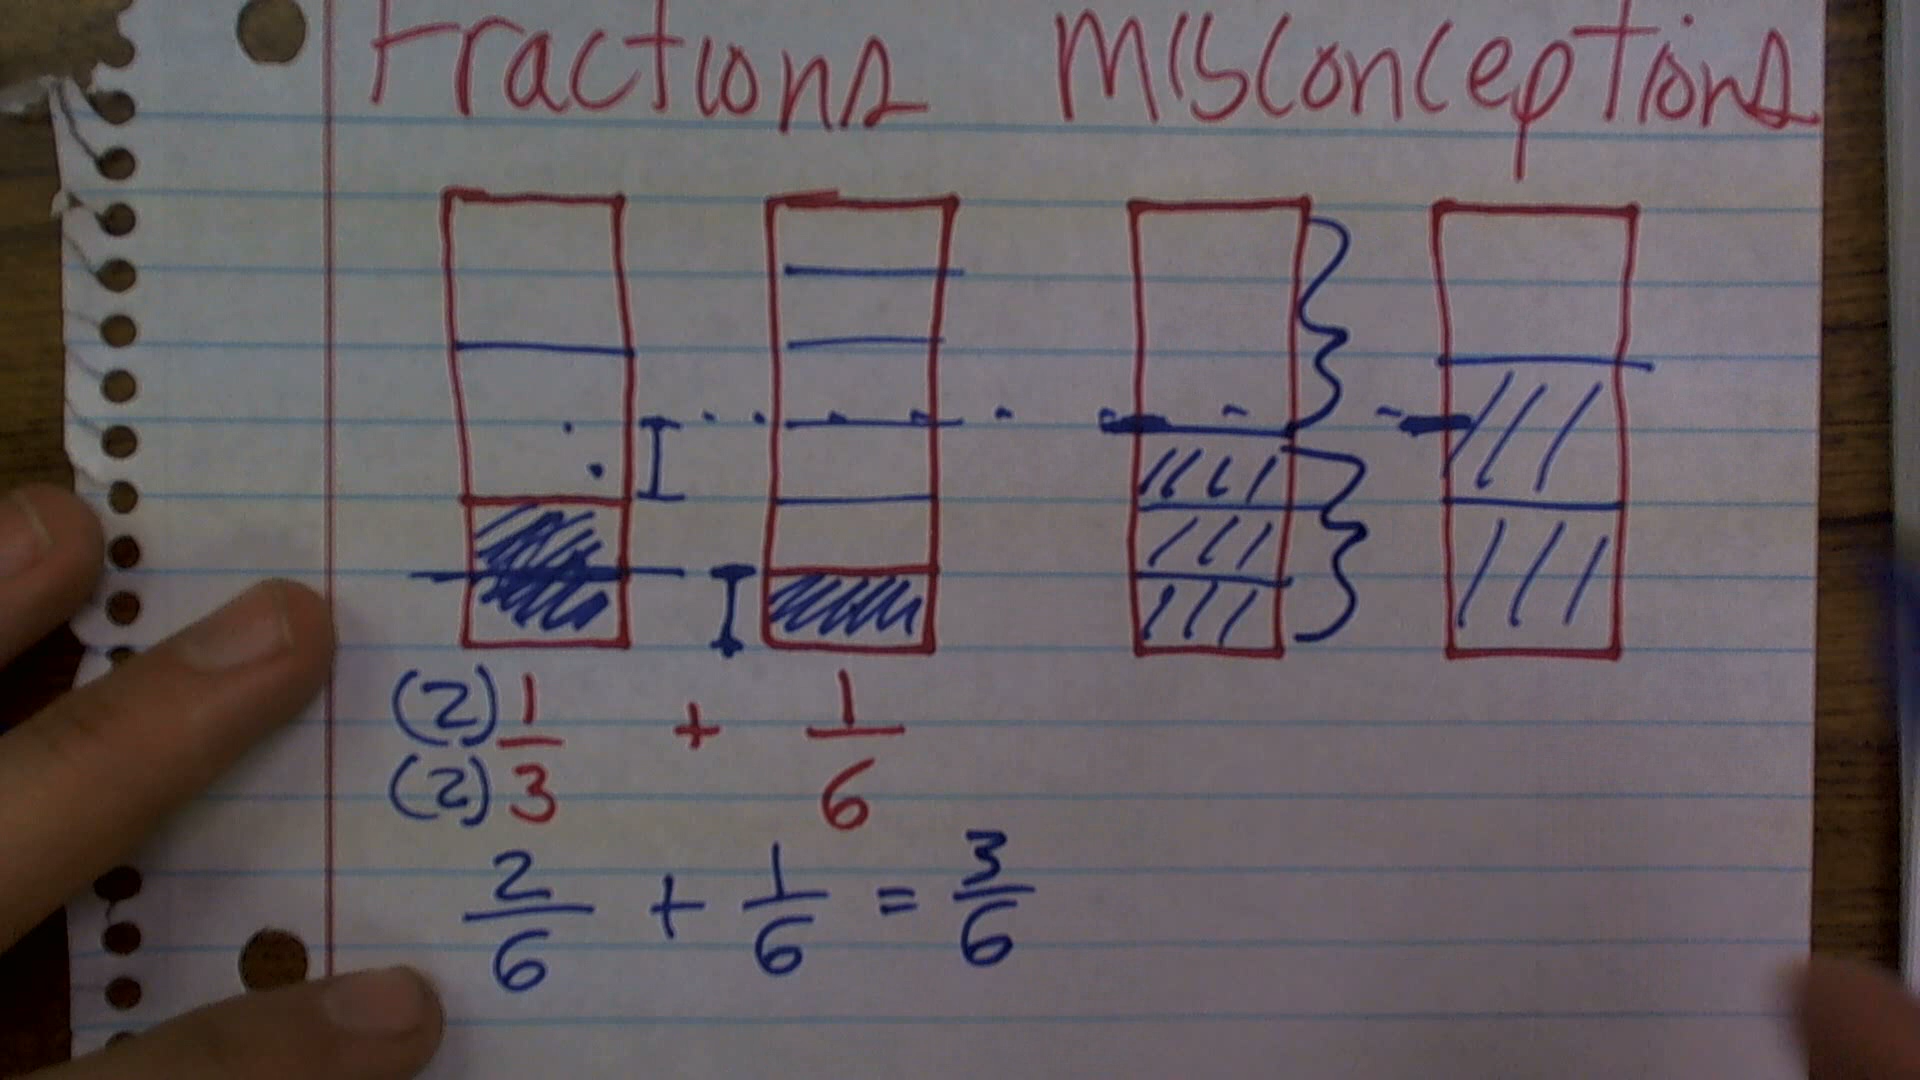 Fractions Misconceptions
(2) 1 + 1
(2) 3 6
2 + 1 = 3
6 6 6